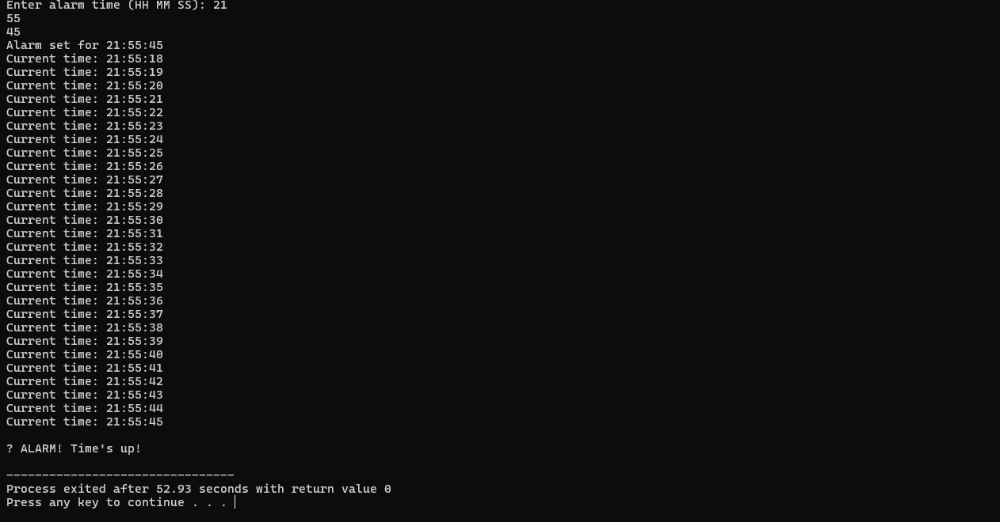 Enter alarm time (HH MM SS): 21
55
45
Alarm set for 21:55:45
Current time: 21:55:18
Current time: 21:55:19
Current time: 21:55:20
Current time: 21:55:21
Current time: 21:55:22
Current time: 21:55:23
Current time: 21:55:24
Current time: 21:55:25
Current time: 21:55:26
Current time: 21:55:27
Current time: 21:55:28
Current time: 21:55:29
Current time: 21:55:30
Current time: 21:55:31
Current time: 21:55:32
Current time: 21:55:33
Current time: 21:55:34
Current time: 21:55:35
Current time: 21:55:36
Current time: 21:55:37
Current time: 21:55:38
Current time: 21:55:39
Current time: 21:55:40
Current time: 21:55:41
Current time: 21:55:42
Current time: 21:55:43
Current time: 21:55:44
Current time: 21:55:45
? ALARM! Time's up!
--------------------------------
Process exited after 52.93 seconds with return value 0
Press any key to continue . . .